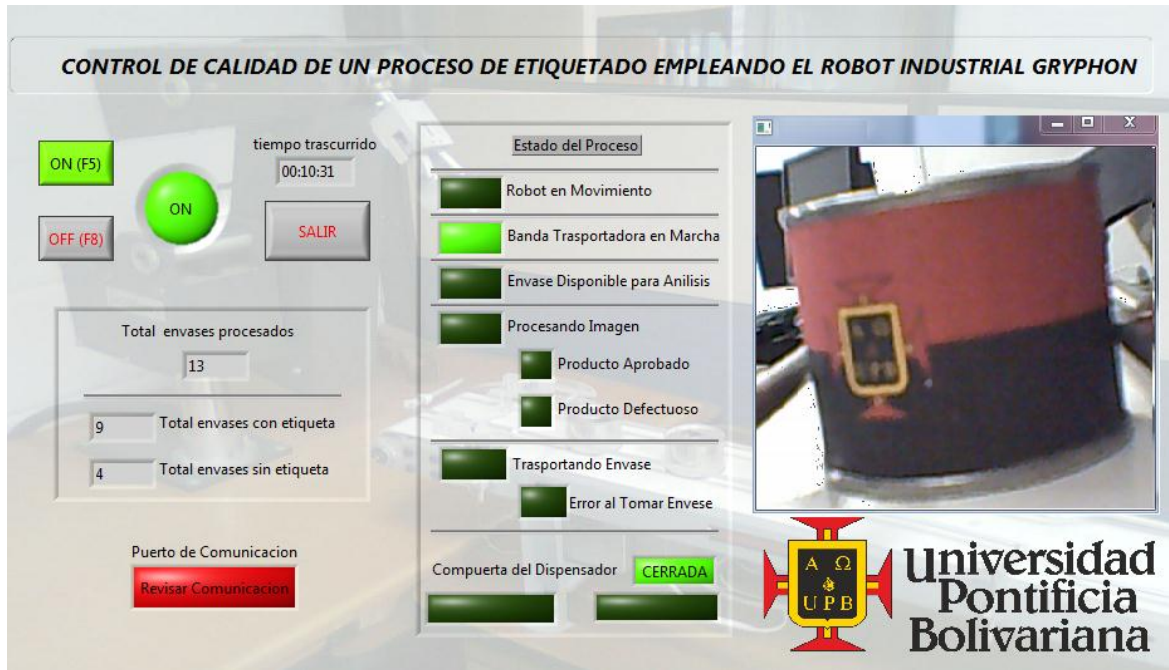 CONTROL DE CALIDAD DE UN PROCESO DE ETIQUETADO EMPLEANDO EL ROBOT INDUSTRIAL GRYPHON
ON (F5)
ON
OFF (F8)
tiempo trascurrido
00:10:31
SALIR
Total envases procesados
13
9 Total envases con etiqueta
4 Total envases sin etiqueta
Puerto de Comunicacion
Revisar Comunicacion
Estado del Proceso
Robot en Movimiento
Banda Trasportadora en Marcha
Envase Disponible para Anilisis
Procesando Imagen
Producto Aprobado
Producto Defectuoso
Trasportando Envase
Error al Tomar Envese
Compuerta del Dispensador CERRADA
Α Ω
UPB
Universidad
Pontificia
Bolivariana